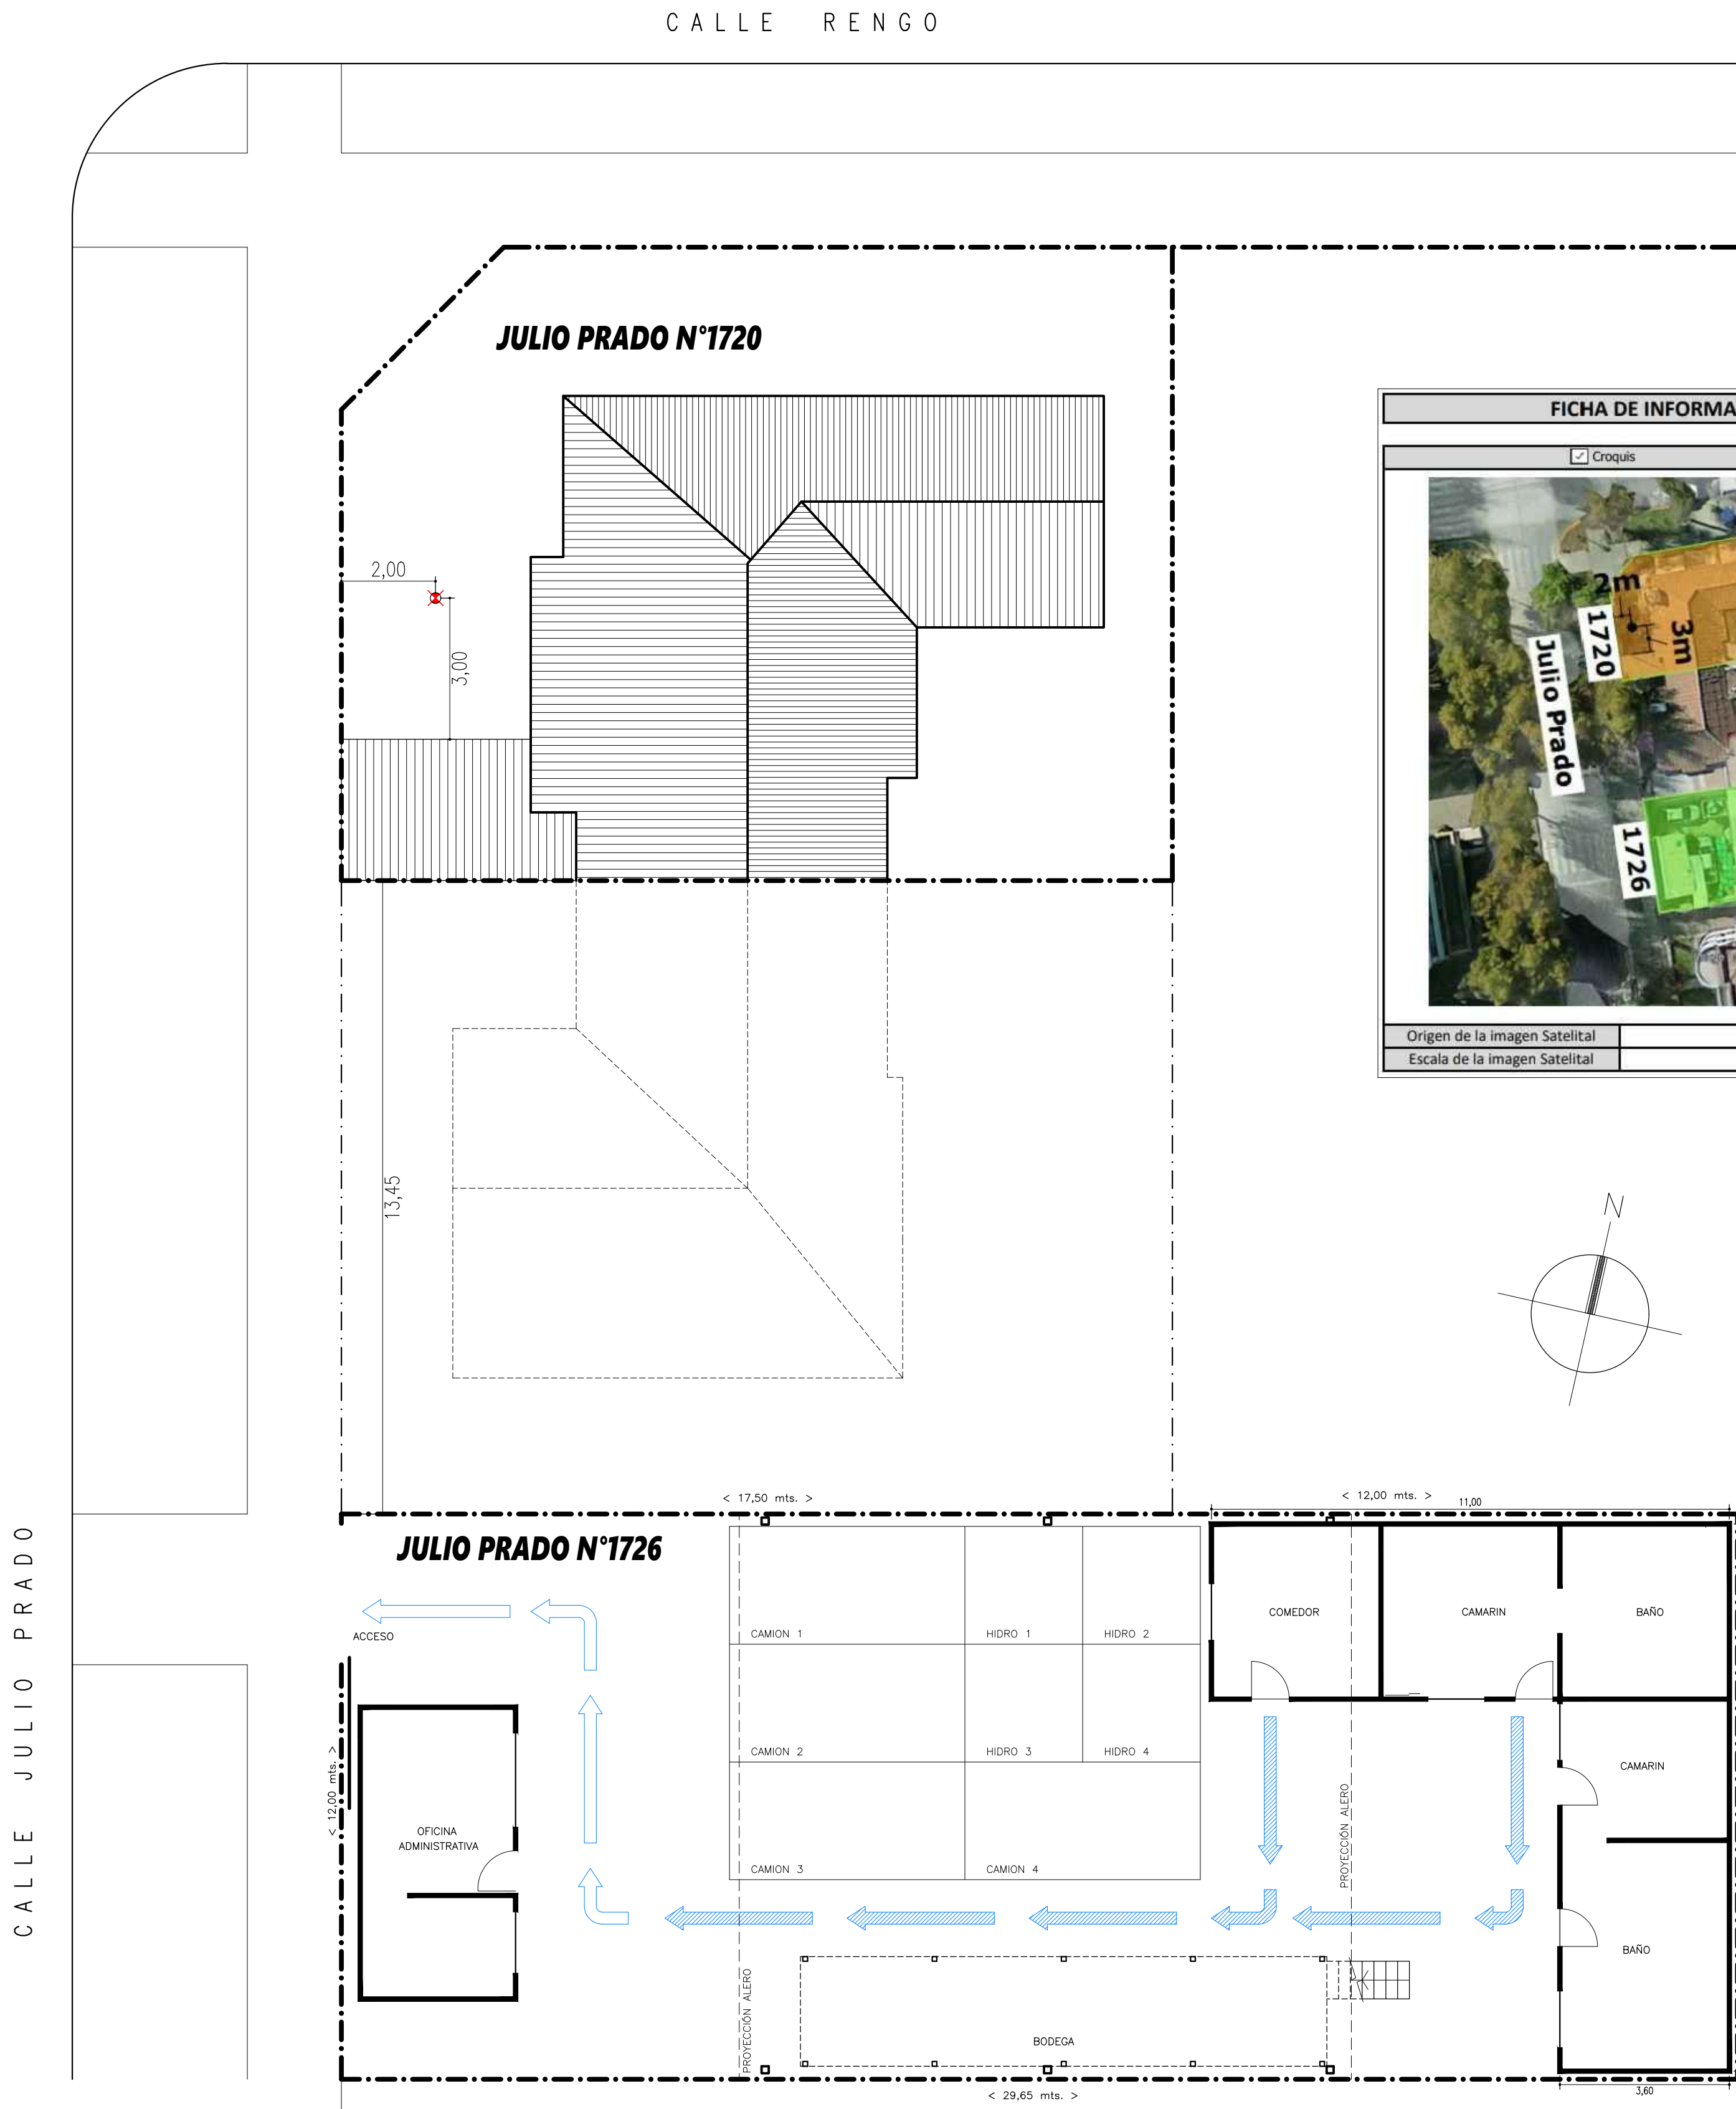 CALLE RENGO
JULIO PRADO N°1720
FICHA DE INFORMA
Croquis
2,00
3,00
2m
1720
3m
Julio Prado
1726
Origen de la imagen Satelital
Escala de la imagen Satelital
13,45
N
< 17,50 mts. >
< 12,00 mts. >
11,00
JULIO PRADO N°1726
ACCESO
CAMION 1
HIDRO 1
HIDRO 2
COMEDOR
CAMARIN
BAÑO
CAMION 2
HIDRO 3
HIDRO 4
CAMARIN
< 12,00 mts. >
OFICINA
ADMINISTRATIVA
PROYECCIÓN ALERO
CAMION 3
CAMION 4
CALLE JULIO PRADO
BAÑO
PROYECCIÓN ALERO
BODEGA
< 29,65 mts. >
3,60